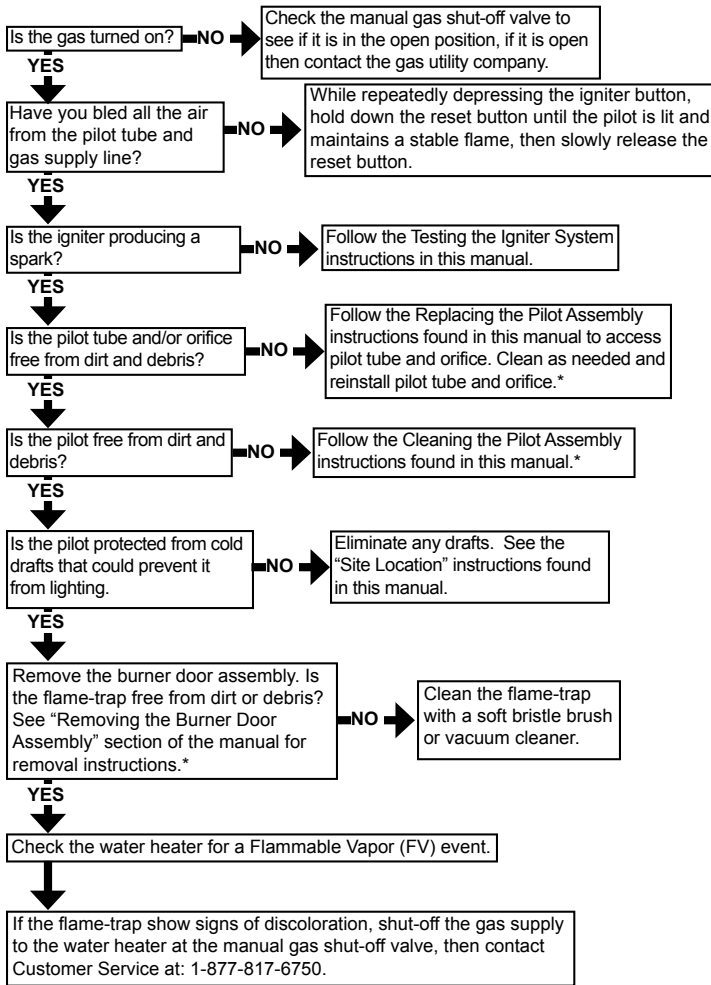 Is the gas turned on?
NO
Check the manual gas shut-off valve to
see if it is in the open position, if it is open
then contact the gas utility company.
YES
Have you bled all the air
from the pilot tube and
gas supply line?
NO
While repeatedly depressing the igniter button,
hold down the reset button until the pilot is lit and
maintains a stable flame, then slowly release the
reset button.
YES
Is the igniter producing a
spark?
NO
Follow the Testing the Igniter System
instructions in this manual.
YES
Is the pilot tube and/or orifice
free from dirt and debris?
NO
Follow the Replacing the Pilot Assembly
instructions found in this manual to access
pilot tube and orifice. Clean as needed and
reinstall pilot tube and orifice.*
YES
Is the pilot free from dirt and
debris?
NO
Follow the Cleaning the Pilot Assembly
instructions found in this manual.*
YES
Is the pilot protected from cold
drafts that could prevent it
from lighting.
NO
Eliminate any drafts. See the
“Site Location” instructions found
in this manual.
YES
Remove the burner door assembly. Is
the flame-trap free from dirt or debris?
See “Removing the Burner Door
Assembly” section of the manual for
removal instructions.*
NO
Clean the flame-trap
with a soft bristle brush
or vacuum cleaner.
YES
Check the water heater for a Flammable Vapor (FV) event.
If the flame-trap show signs of discoloration, shut-off the gas supply
to the water heater at the manual gas shut-off valve, then contact
Customer Service at: 1-877-817-6750.